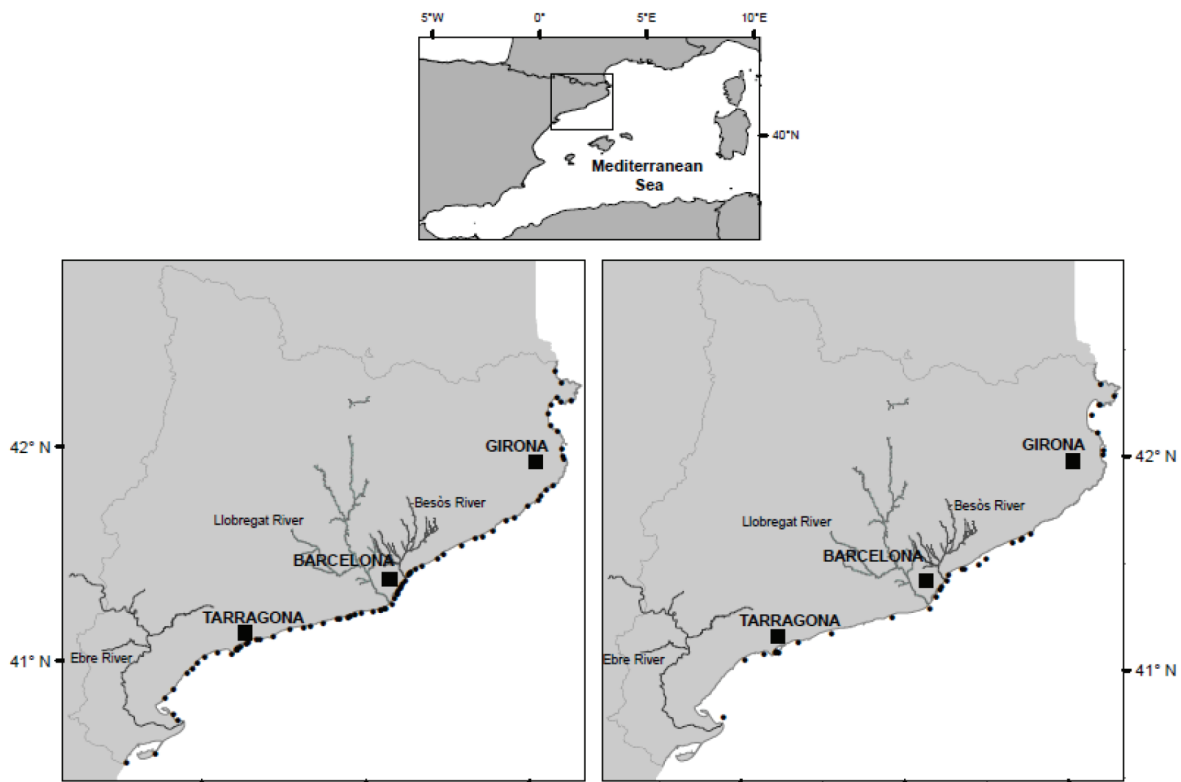 5°W 0° 5°E 10°E
40°N
Mediterranean
Sea
GIRONA
42° N
Besòs River
Llobregat River
BARCELONA
TARRAGONA
Ebre River
41° N
GIRONA
42° N
Besòs River
Llobregat River
BARCELONA
TARRAGONA
Ebre River
41° N